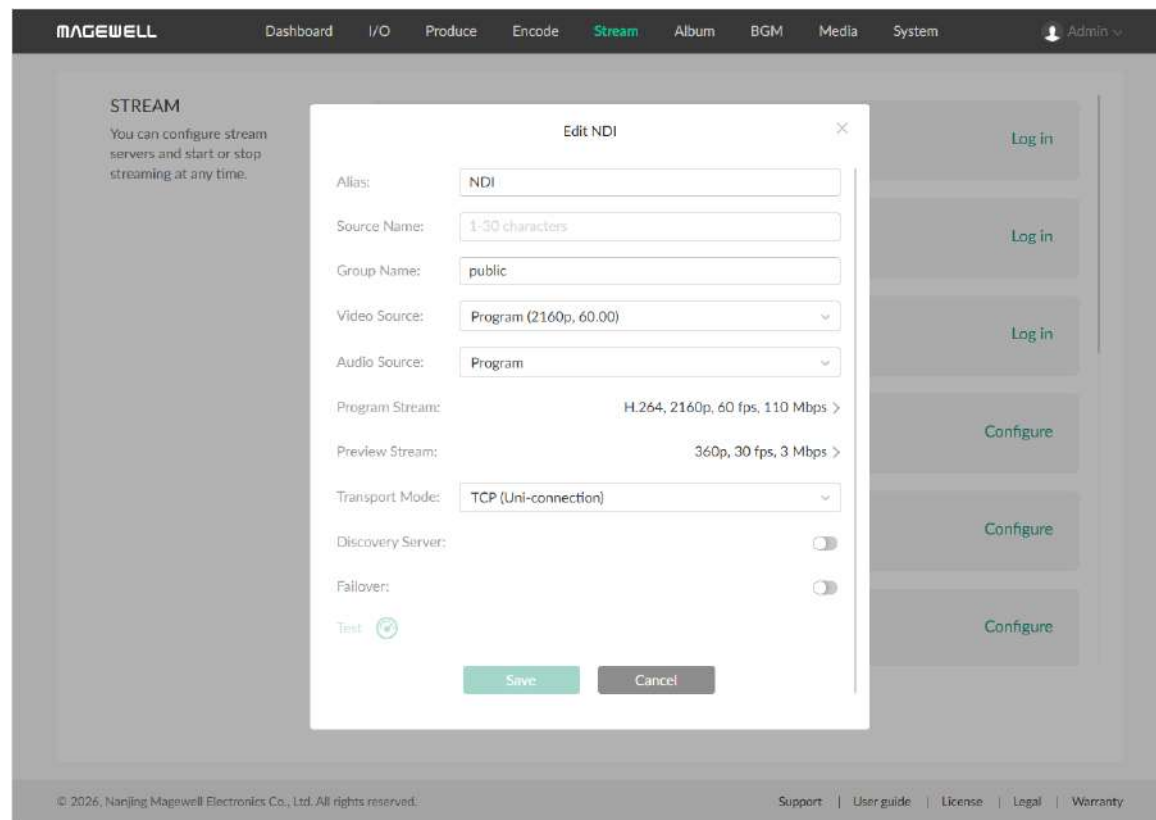 MAGEWELL Dashboard I/O Produce Encode Stream Album BGM Media System Admin
STREAM
You can configure stream
servers and start or stop
streaming at any time.
Log in
Log in
Log in
Configure
Configure
Configure
Edit NDI
Alias: NDI
Source Name: 1-30 characters
Group Name: public
Video Source: Program (2160p, 60.00)
Audio Source: Program
Program Stream: H.264, 2160p, 60 fps, 110 Mbps >
Preview Stream: 360p, 30 fps, 3 Mbps >
Transport Mode: TCP (Uni-connection)
Discovery Server:
Failover:
Test
Save Cancel
© 2026, Nanjing Magewell Electronics Co., Ltd. All rights reserved. Support | User guide | License | Legal | Warranty